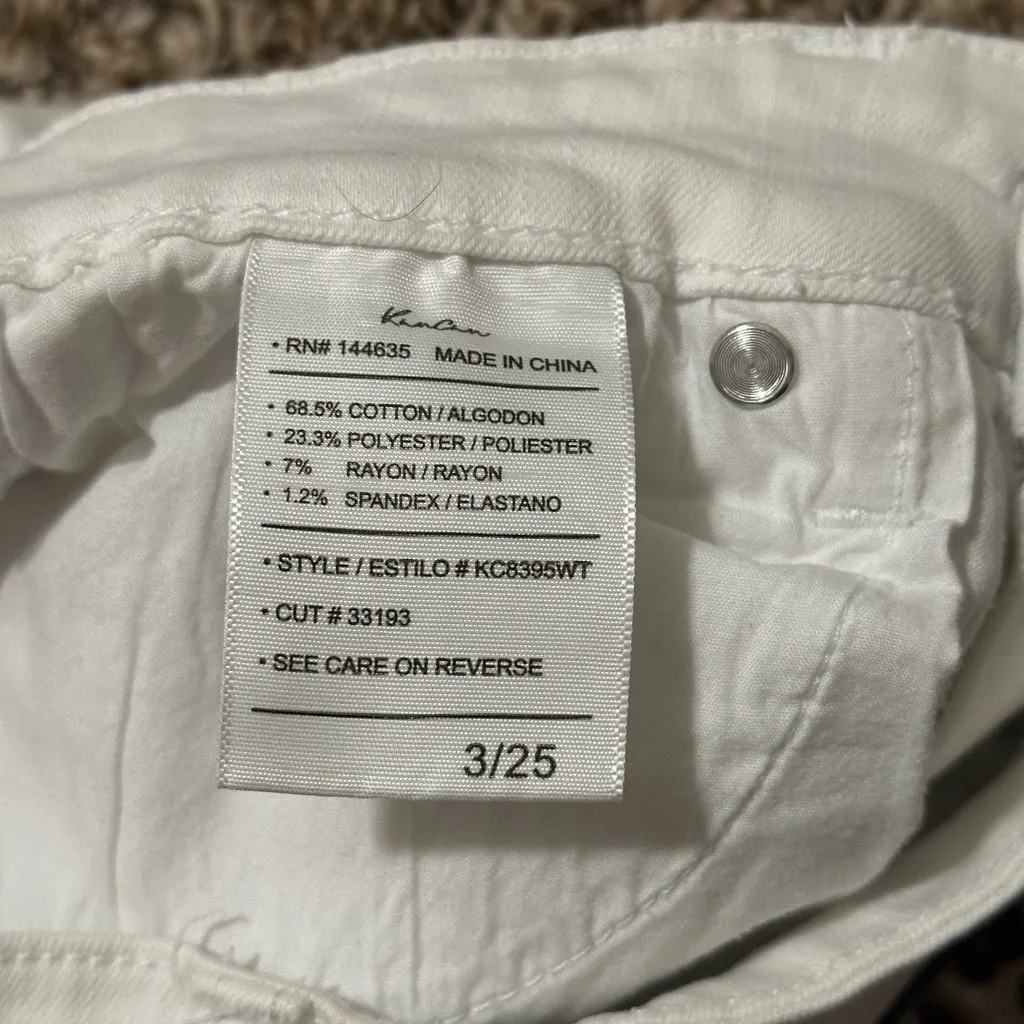 KanCan
• RN# 144635 MADE IN CHINA
• 68.5% COTTON / ALGODON
• 23.3% POLYESTER / POLIESTER
• 7% RAYON / RAYON
• 1.2% SPANDEX / ELASTANO
• STYLE / ESTILO # KC8395WT
• CUT # 33193
• SEE CARE ON REVERSE
3/25